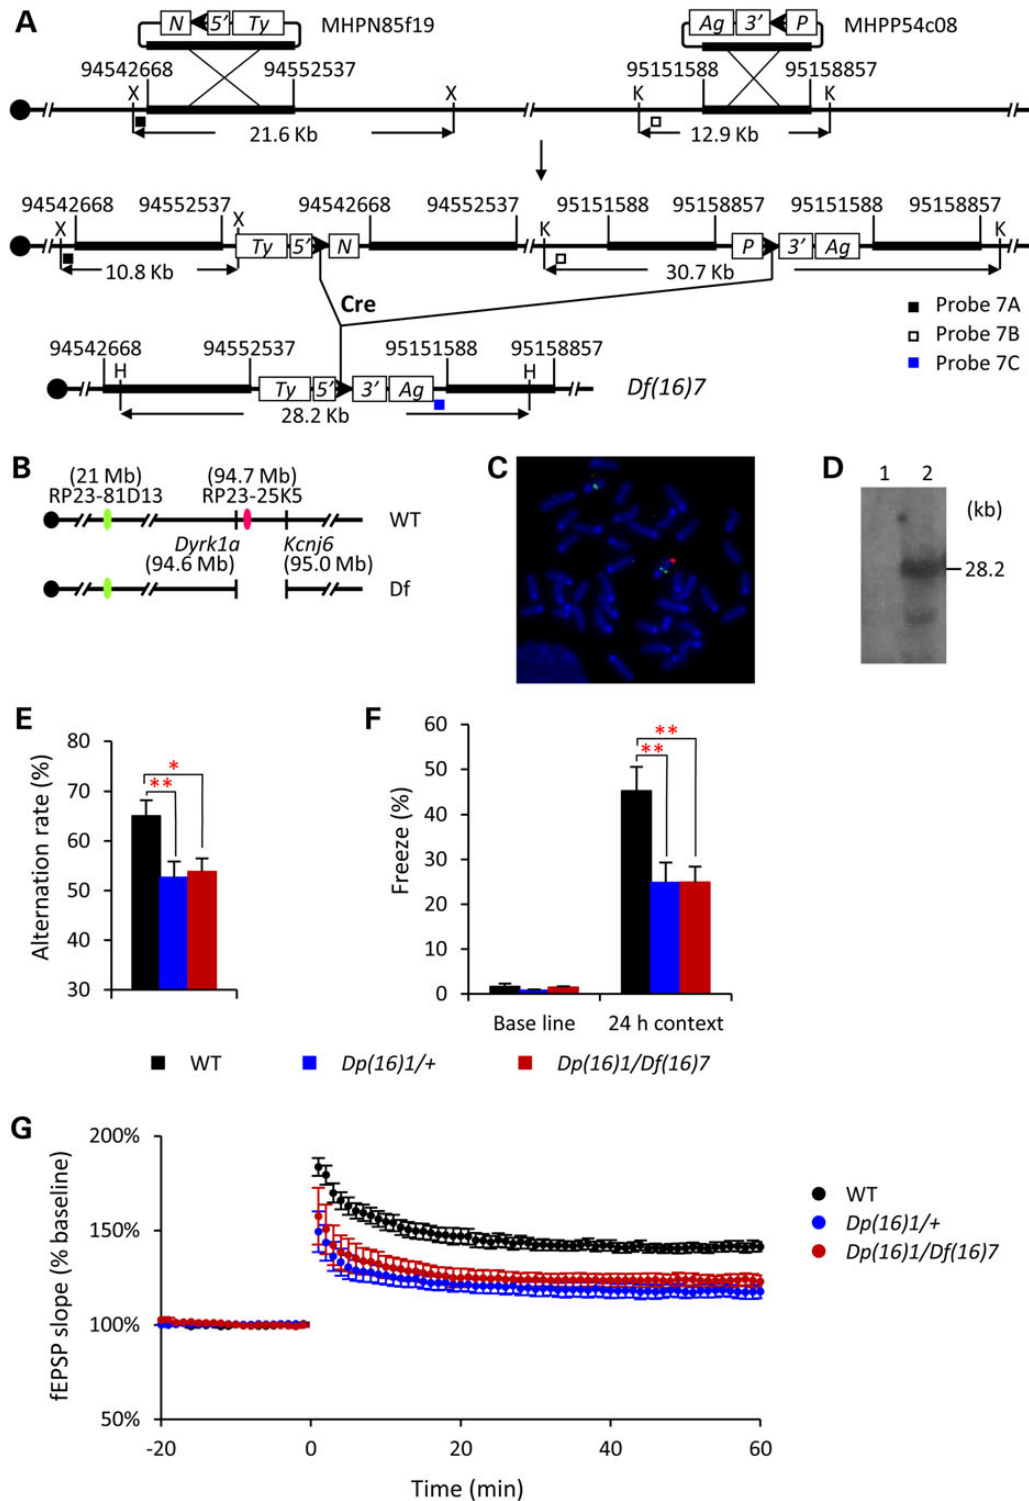 A
N 5' Ty MHPN85f19
Ag 3' P MHPP54c08
94542668 94552537 95151588 95158857
X X K K
21.6 Kb 12.9 Kb
94542668 94552537 94542668 94552537 95151588 95158857 95151588 95158857
X X K K
Ty 5' N P 3' Ag
10.8 Kb 30.7 Kb
Cre
Probe 7A
Probe 7B
Probe 7C
94542668 94552537 95151588 95158857
H H
Ty 5' 3' Ag Df(16)7
28.2 Kb
B
(21 Mb) (94.7 Mb)
RP23-81D13 RP23-25K5
WT
Dyrk1a Kcnj6
(94.6 Mb) (95.0 Mb)
Df
C
D
1 2
(kb)
28.2
E
Alternation rate (%)
80
70
60
50
40
30
*
**
F
Freeze (%)
60
50
40
30
20
10
0
**
**
Base line 24 h context
WT Dp(16)1/+ Dp(16)1/Df(16)7
G
fEPSP slope (% baseline)
200%
150%
100%
50%
-20 0 20 40 60
Time (min)
WT
Dp(16)1/+
Dp(16)1/Df(16)7